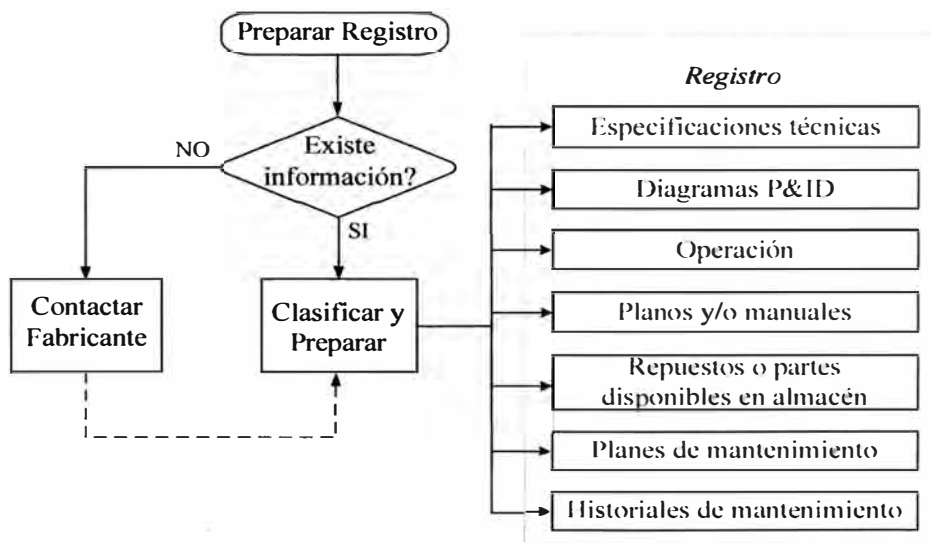 Preparar Registro
Existe
información?
NO
SI
Contactar
Fabricante
Clasificar y
Preparar
Registro
Especificaciones técnicas
Diagramas P&ID
Operación
Planos y/o manuales
Repuestos o partes
disponibles en almacén
Planes de mantenimiento
Historiales de mantenimiento